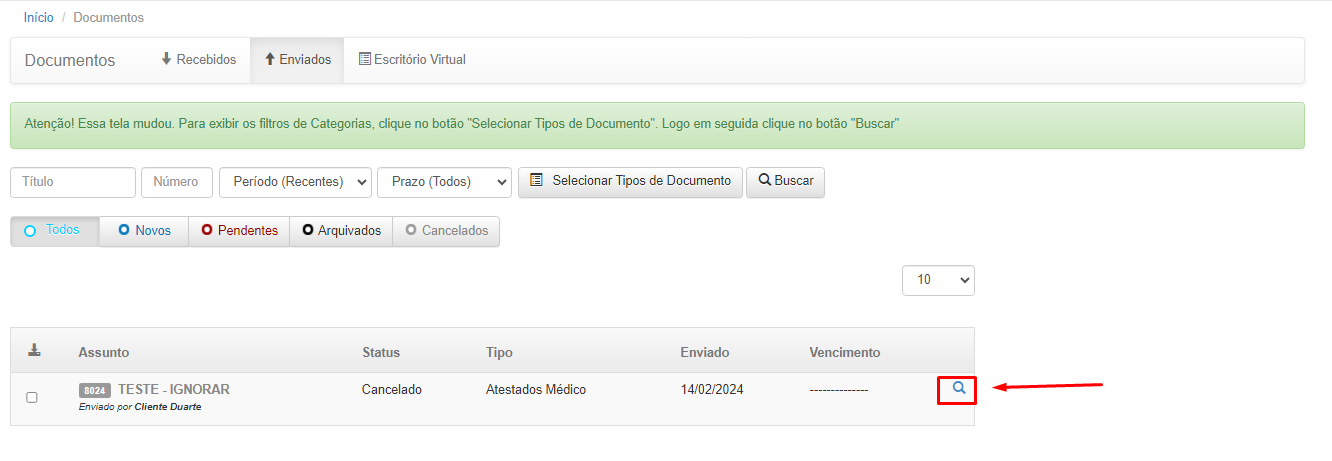 Início / Documentos
Documentos Recebidos Enviados Escritório Virtual
Atenção! Essa tela mudou. Para exibir os filtros de Categorias, clique no botão "Selecionar Tipos de Documento". Logo em seguida clique no botão "Buscar"
Título Número Período (Recentes) Prazo (Todos) Selecionar Tipos de Documento Buscar
Todos Novos Pendentes Arquivados Cancelados
10
Assunto Status Tipo Enviado Vencimento
8024 TESTE - IGNORAR Cancelado Atestados Médico 14/02/2024 --------------
Enviado por Cliente Duarte